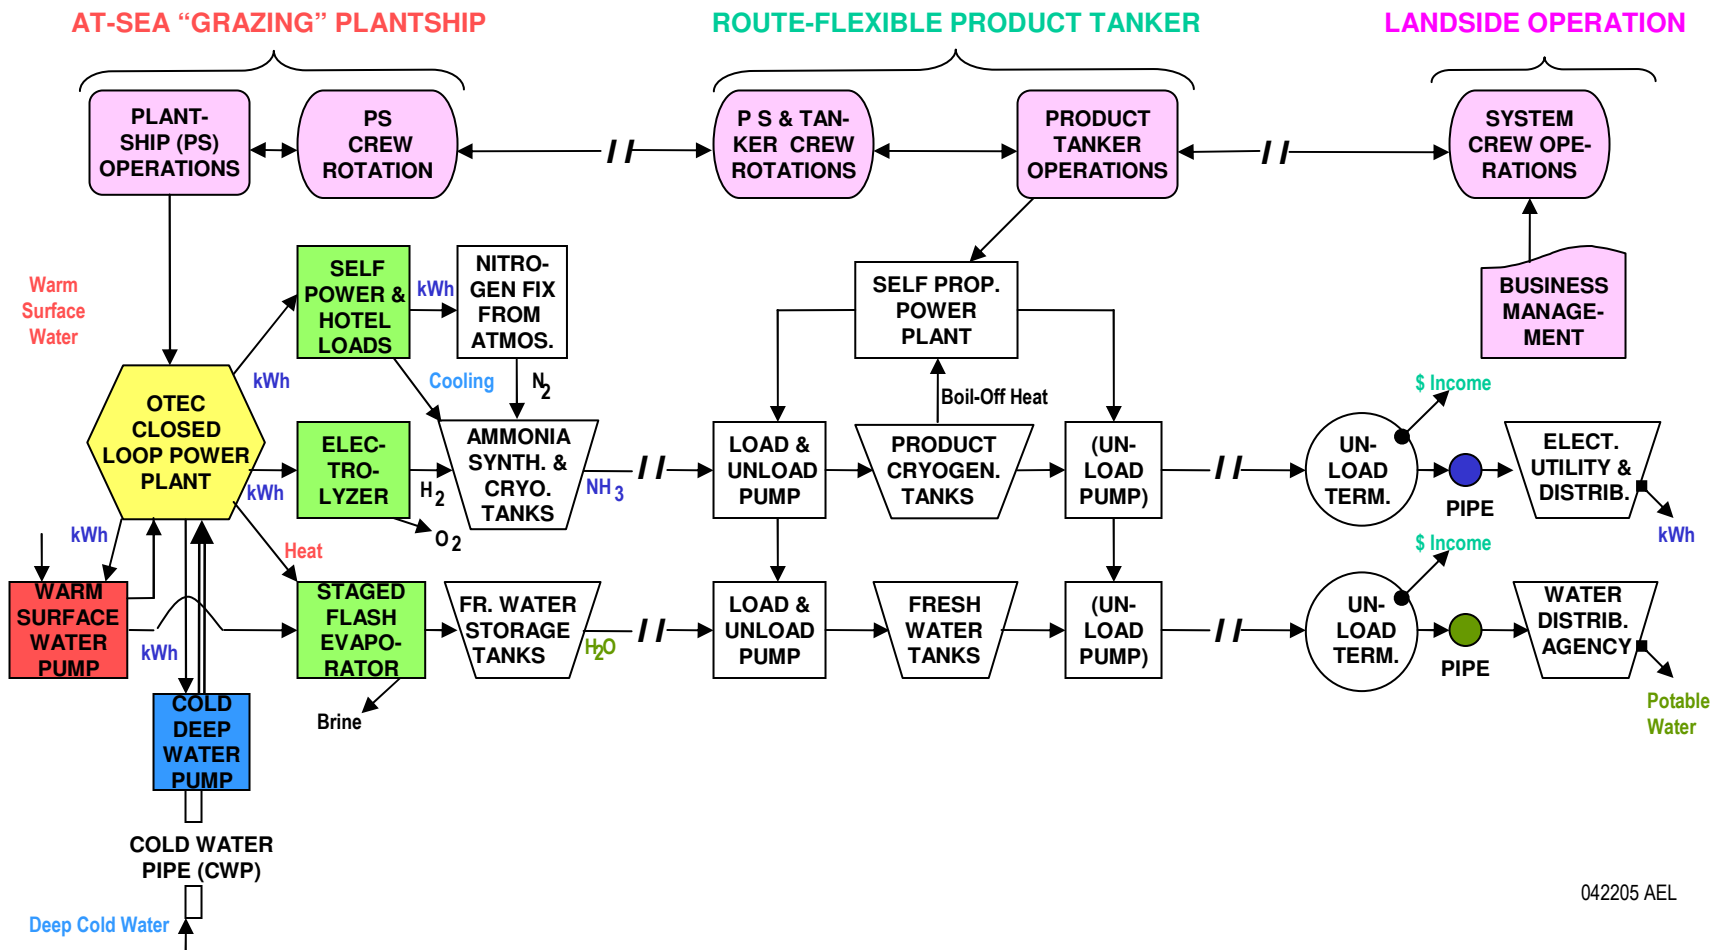 AT-SEA “GRAZING” PLANTSHIP
ROUTE-FLEXIBLE PRODUCT TANKER
LANDSIDE OPERATION
PLANT-
SHIP (PS)
OPERATIONS
PS
CREW
ROTATION
//
P S & TAN-
KER CREW
ROTATIONS
PRODUCT
TANKER
OPERATIONS
//
SYSTEM
CREW OPE-
RATIONS
Warm
Surface
Water
SELF
POWER &
HOTEL
LOADS
kWh
NITRO-
GEN FIX
FROM
ATMOS.
SELF PROP.
POWER
PLANT
BUSINESS
MANAGE-
MENT
kWh
Cooling
N2
Boil-Off Heat
$ Income
OTEC
CLOSED
LOOP POWER
PLANT
kWh
ELEC-
TRO-
LYZER
H2
O2
AMMONIA
SYNTH. &
CRYO.
TANKS
NH3
//
LOAD &
UNLOAD
PUMP
PRODUCT
CRYOGEN.
TANKS
(UN-
LOAD
PUMP)
//
UN-
LOAD
TERM.
PIPE
ELECT.
UTILITY &
DISTRIB.
kWh
kWh
Heat
$ Income
WARM
SURFACE
WATER
PUMP
kWh
STAGED
FLASH
EVAPO-
RATOR
Brine
FR. WATER
STORAGE
TANKS
H2O
//
LOAD &
UNLOAD
PUMP
FRESH
WATER
TANKS
(UN-
LOAD
PUMP)
//
UN-
LOAD
TERM.
PIPE
WATER
DISTRIB.
AGENCY
Potable
Water
COLD
DEEP
WATER
PUMP
COLD WATER
PIPE (CWP)
Deep Cold Water
042205 AEL